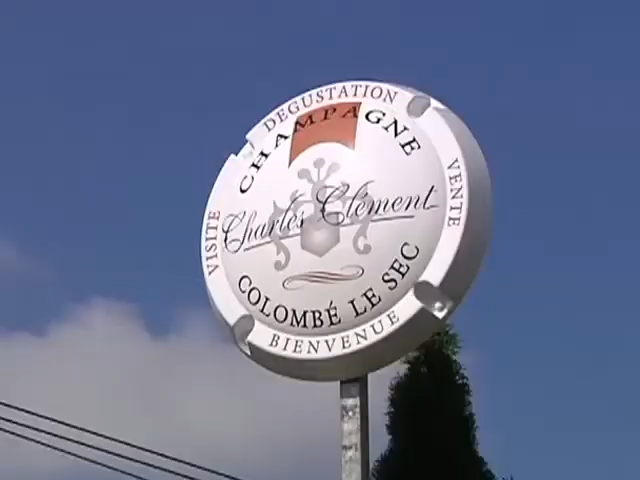 DEGUSTATION
CHAMPAGNE
VISITE
Charles Clément
VENTE
COLOMBÉ LE SEC
BIENVENUE